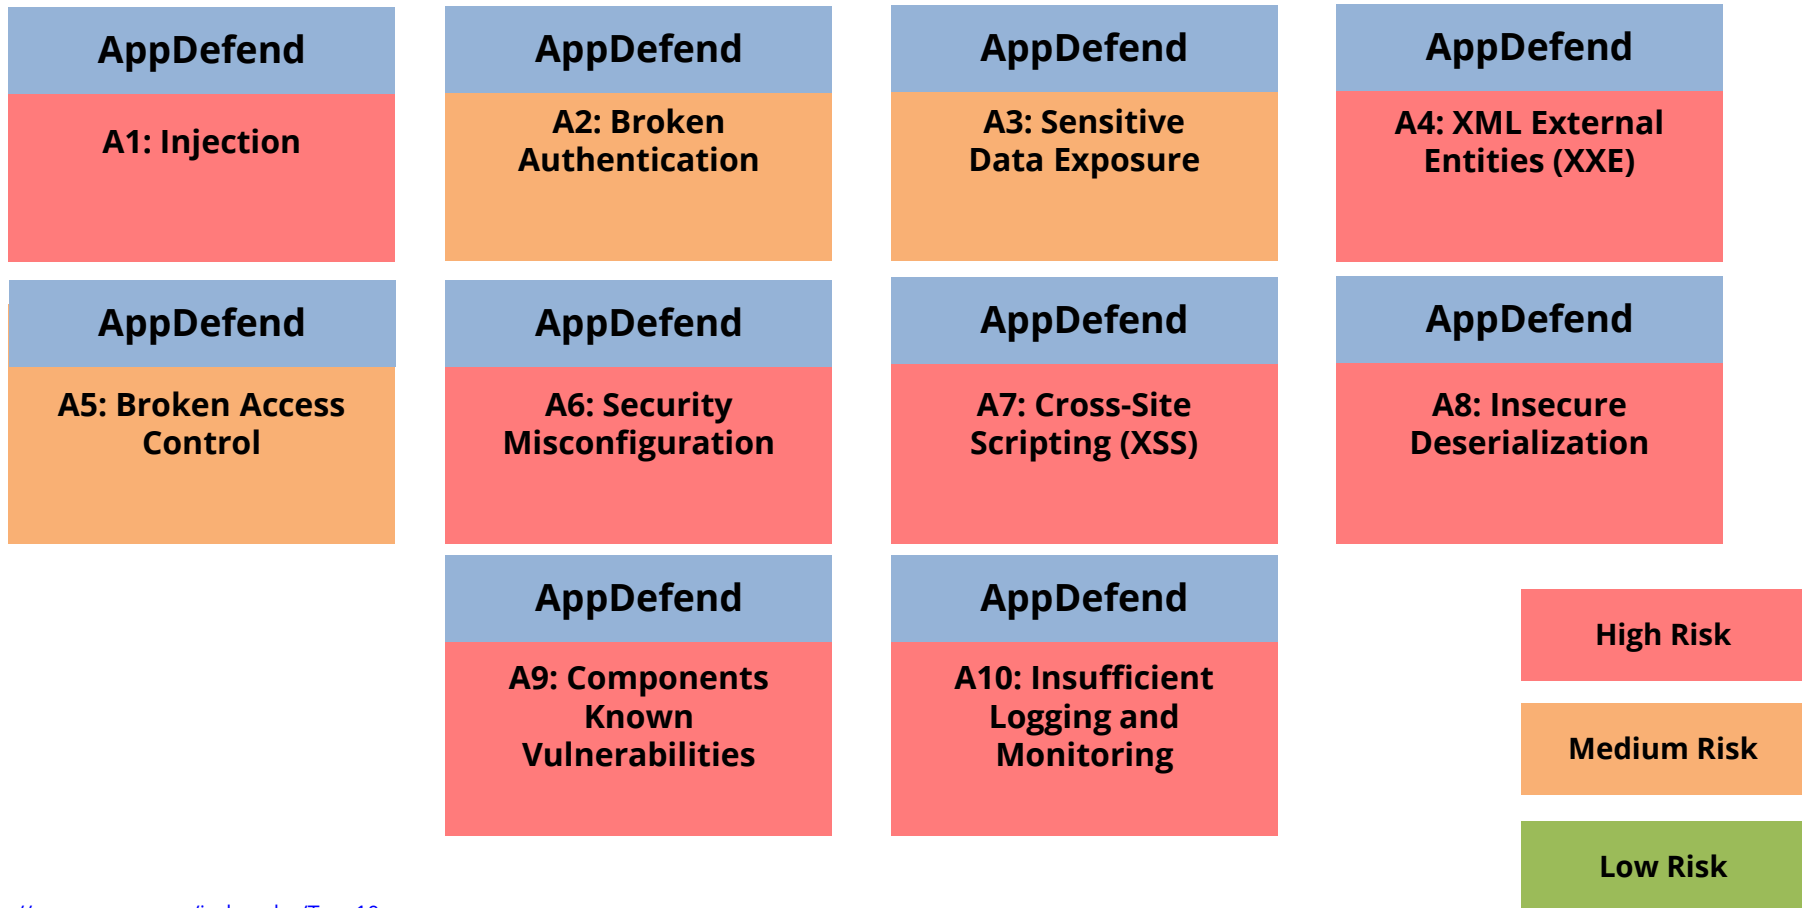 AppDefend
A1: Injection
AppDefend
A2: Broken
Authentication
AppDefend
A3: Sensitive
Data Exposure
AppDefend
A4: XML External
Entities (XXE)
AppDefend
A5: Broken Access
Control
AppDefend
A6: Security
Misconfiguration
AppDefend
A7: Cross-Site
Scripting (XSS)
AppDefend
A8: Insecure
Deserialization
AppDefend
A9: Components
Known
Vulnerabilities
AppDefend
A10: Insufficient
Logging and
Monitoring
High Risk
Medium Risk
Low Risk